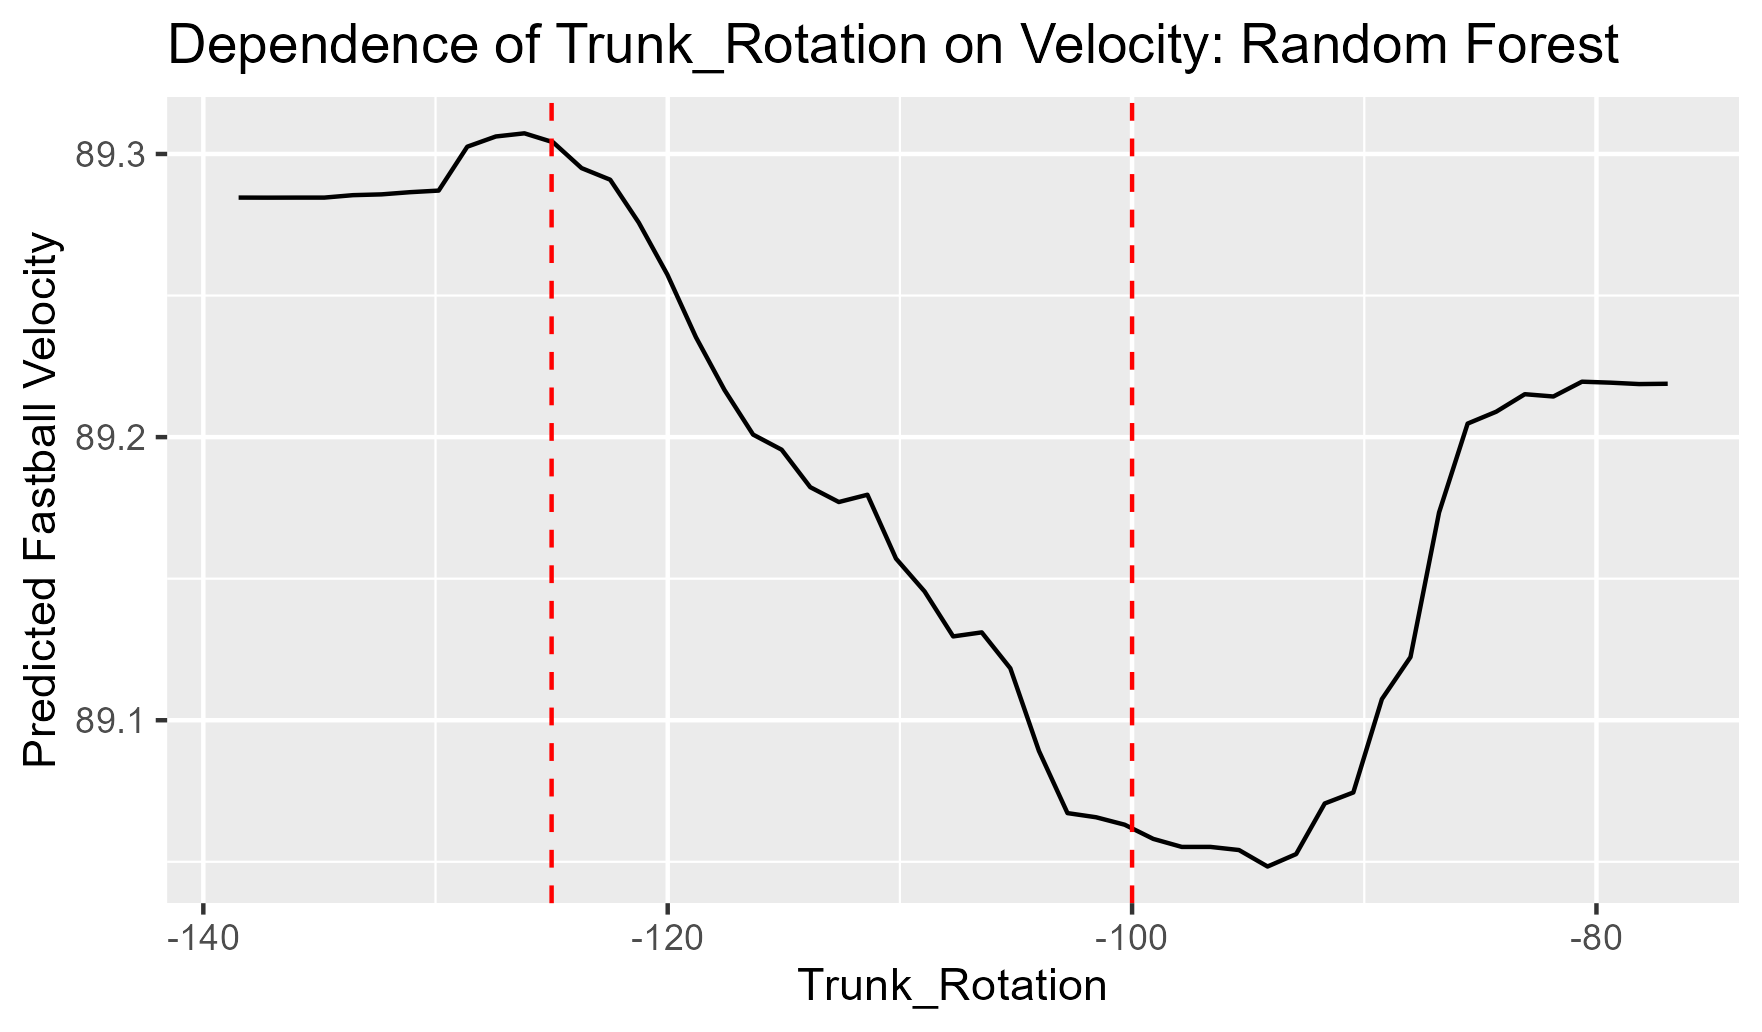 Dependence of Trunk_Rotation on Velocity: Random Forest
Predicted Fastball Velocity
89.3
89.2
89.1
-140
-120
-100
-80
Trunk_Rotation